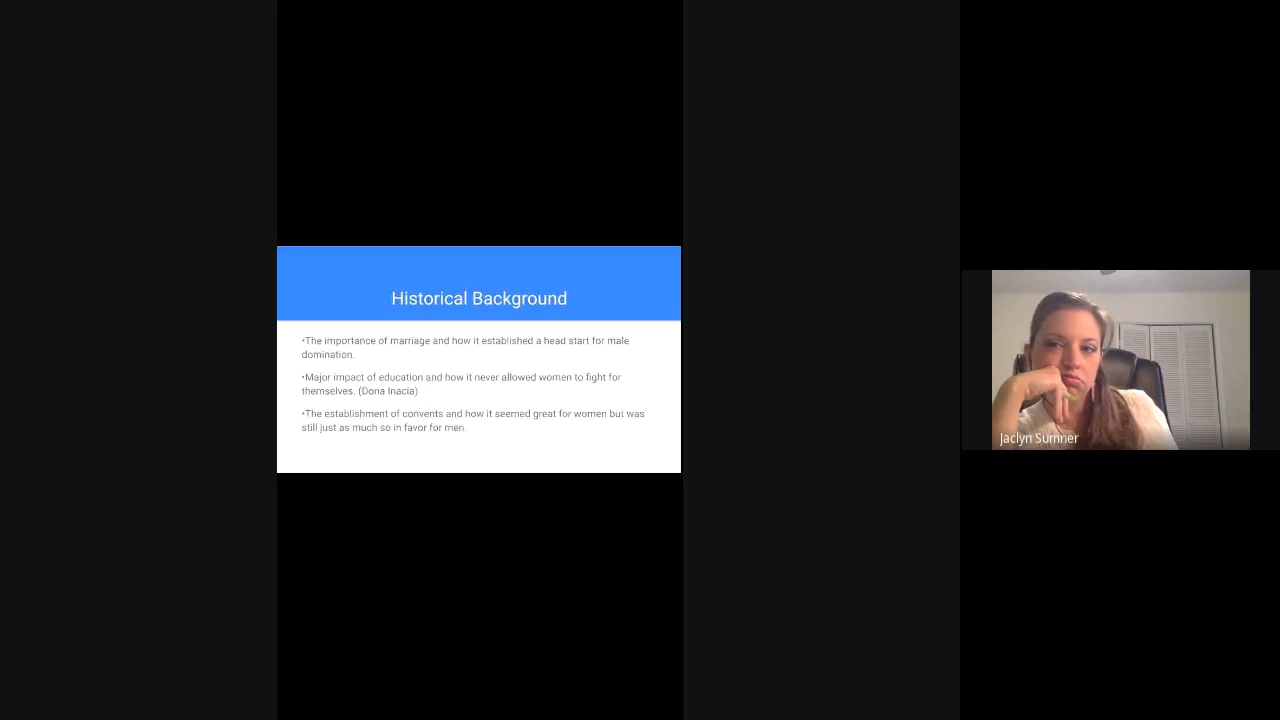 Historical Background
•The importance of marriage and how it established a head start for male
domination.
•Major impact of education and how it never allowed women to fight for
themselves. (Dona Inacia)
•The establishment of convents and how it seemed great for women but was
still just as much so in favor for men.
Jaclyn Sumner